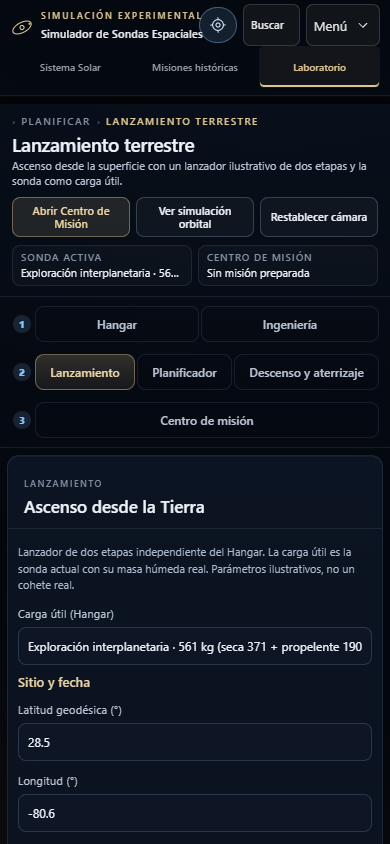 SIMULACIÓN EXPERIMENTAL
Simulador de Sondas Espaciales
Buscar
Menú
Sistema Solar
Misiones históricas
Laboratorio
› PLANIFICAR › LANZAMIENTO TERRESTRE
Lanzamiento terrestre
Ascenso desde la superficie con un lanzador ilustrativo de dos etapas y la
sonda como carga útil.
Abrir Centro de
Misión
Ver simulación
orbital
Restablecer cámara
SONDA ACTIVA
Exploración interplanetaria · 56...
CENTRO DE MISIÓN
Sin misión preparada
1
Hangar
Ingeniería
2
Lanzamiento
Planificador
Descenso y aterrizaje
3
Centro de misión
LANZAMIENTO
Ascenso desde la Tierra
Lanzador de dos etapas independiente del Hangar. La carga útil es la
sonda actual con su masa húmeda real. Parámetros ilustrativos, no un
cohete real.
Carga útil (Hangar)
Exploración interplanetaria · 561 kg (seca 371 + propelente 190
Sitio y fecha
Latitud geodésica (°)
28.5
Longitud (°)
-80.6